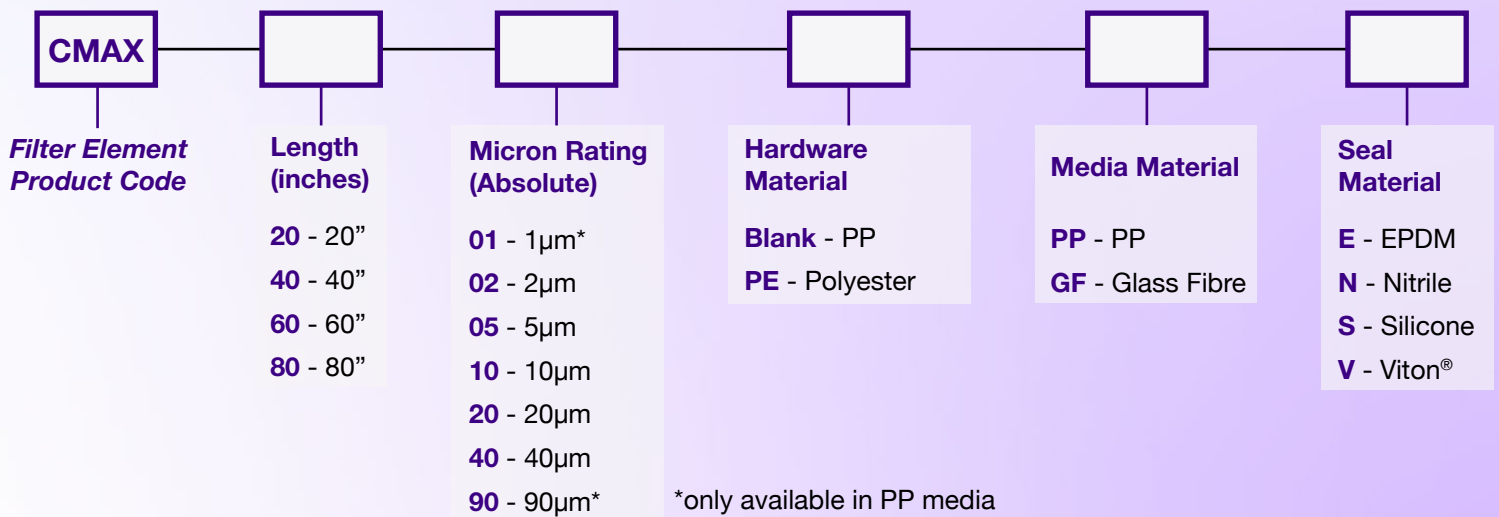 CMAX
Filter Element
Product Code
Length
(inches)
20 - 20”
40 - 40”
60 - 60”
80 - 80”
Micron Rating
(Absolute)
01 - 1µm*
02 - 2µm
05 - 5µm
10 - 10µm
20 - 20µm
40 - 40µm
90 - 90µm*
*only available in PP media
Hardware
Material
Blank - PP
PE - Polyester
Media Material
PP - PP
GF - Glass Fibre
Seal
Material
E - EPDM
N - Nitrile
S - Silicone
V - Viton®